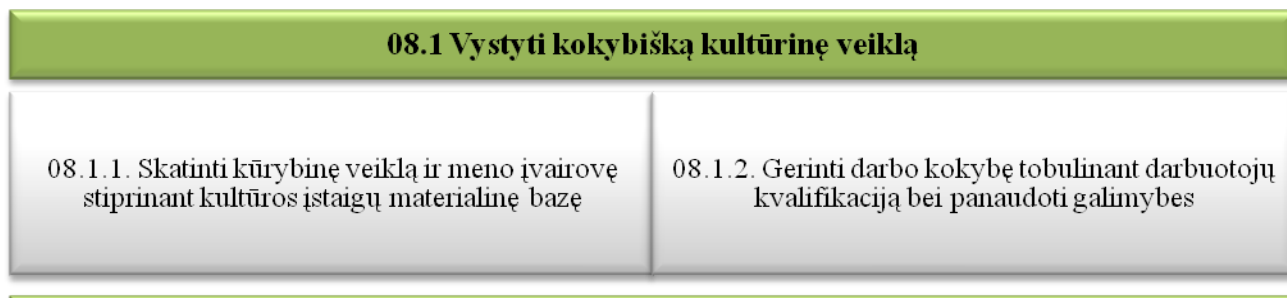 08.1 Vystyti kokybišką kultūrinę veiklą
08.1.1. Skatinti kūrybinę veiklą ir meno įvairovę
stiprinant kultūros įstaigų materialinę bazę
08.1.2. Gerinti darbo kokybę tobulinant darbuotojų
kvalifikaciją bei panaudoti galimybes